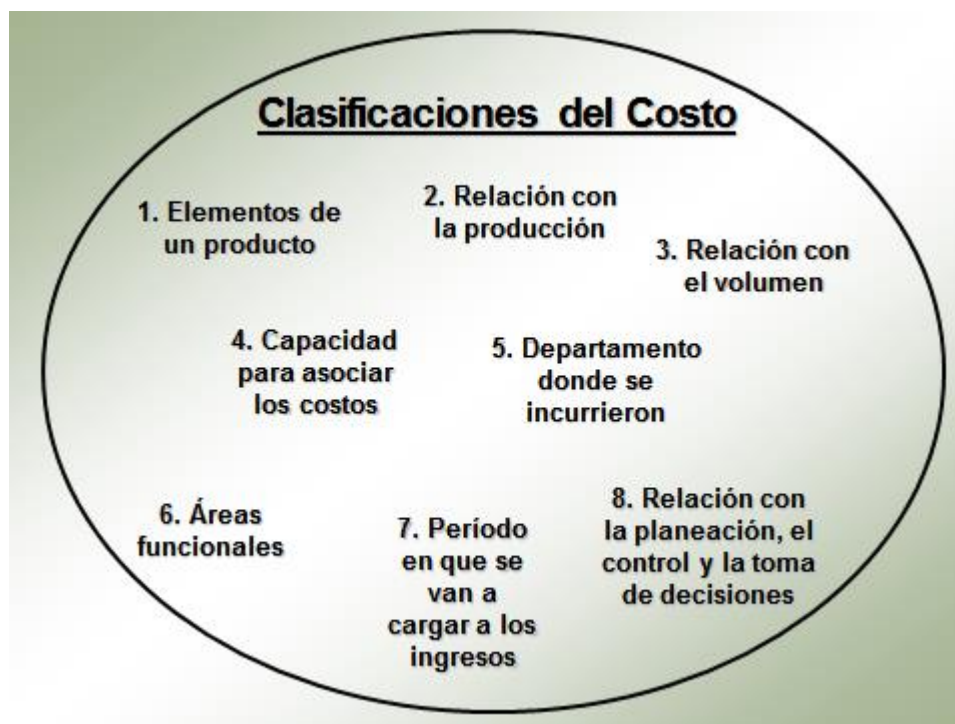 Clasificaciones del Costo
1. Elementos de
un producto
2. Relación con
la producción
3. Relación con
el volumen
4. Capacidad
para asociar
los costos
5. Departamento
donde se
incurrieron
6. Áreas
funcionales
7. Período
en que se
van a
cargar a los
ingresos
8. Relación con
la planeación, el
control y la toma
de decisiones